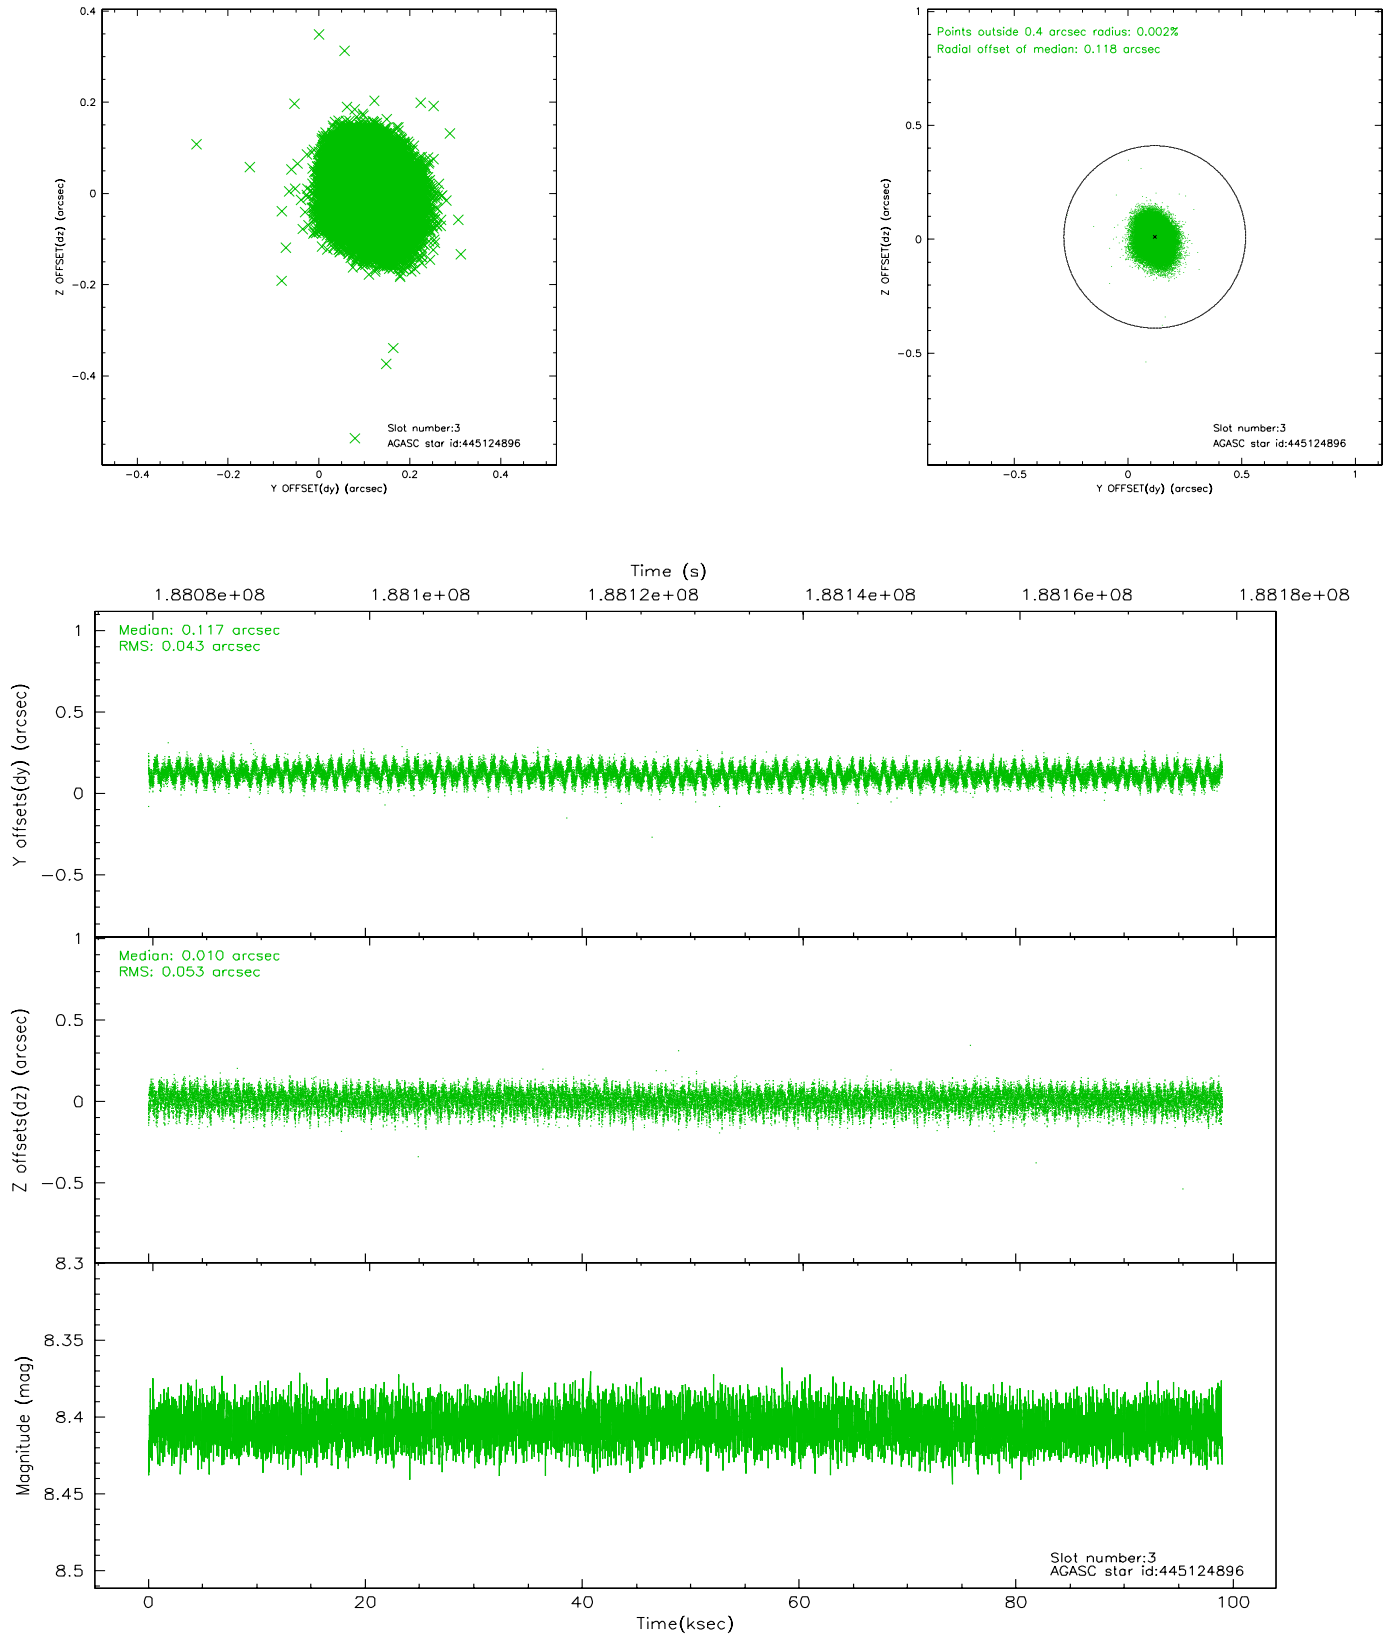 0.4
0.2
0
−0.2
−0.4
Z OFFSET(dz) (arcsec)
Slot number:3
AGASC star id:445124896
−0.4 −0.2 0 0.2 0.4
Y OFFSET(dy) (arcsec)
1
0.5
0
−0.5
Z OFFSET(dz) (arcsec)
Points outside 0.4 arcsec radius: 0.002%
Radial offset of median: 0.118 arcsec
Slot number:3
AGASC star id:445124896
−0.5 0 0.5 1
Y OFFSET(dy) (arcsec)
Time (s)
1.8808e+08 1.881e+08 1.8812e+08 1.8814e+08 1.8816e+08 1.8818e+08
1
0.5
0
−0.5
Y offsets(dy) (arcsec)
Median: 0.117 arcsec
RMS: 0.043 arcsec
1
0.5
0
−0.5
Z offsets(dz) (arcsec)
Median: 0.010 arcsec
RMS: 0.053 arcsec
8.3
8.35
8.4
8.45
8.5
Magnitude (mag)
Slot number:3
AGASC star id:445124896
0 20 40 60 80 100
Time(ksec)